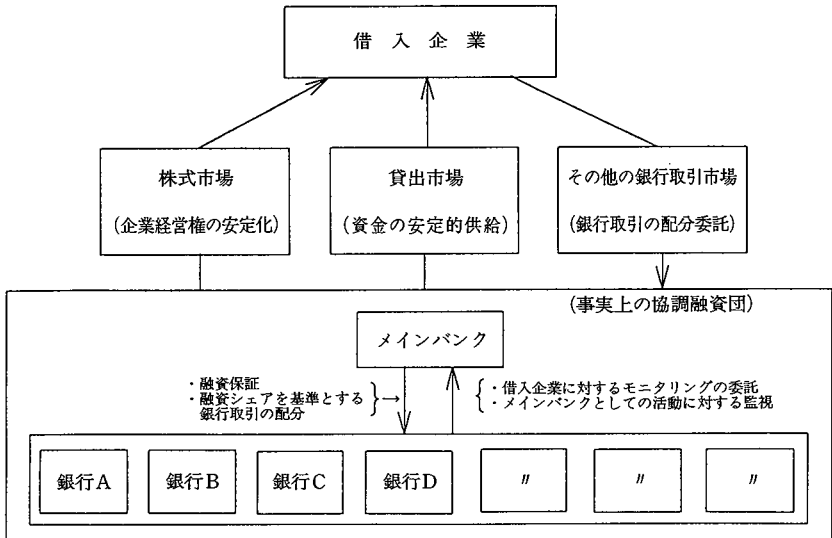 借入企業
株式市場
(企業経営権の安定化)
貸出市場
(資金の安定的供給)
その他の銀行取引市場
(銀行取引の配分委託)
(事実上の協調融資団)
メインバンク
・融資保証
・融資シェアを基準とする
銀行取引の配分
・借入企業に対するモニタリングの委託
・メインバンクとしての活動に対する監視
銀行A
銀行B
銀行C
銀行D
〃
〃
〃